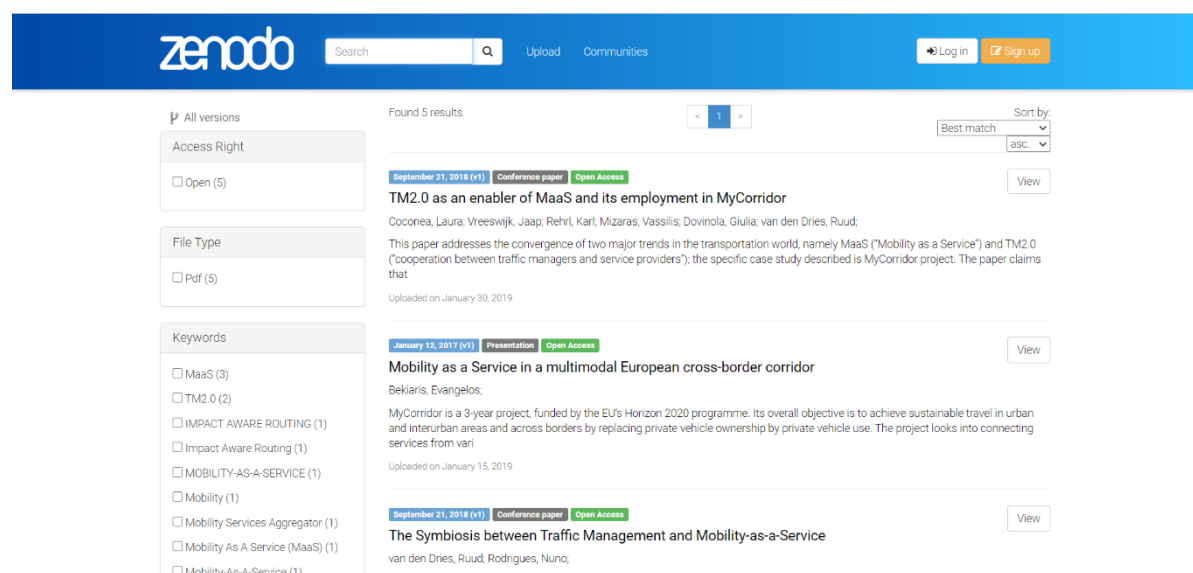 zenodo
Search
Upload
Communities
Log in
Sign up
All versions
Access Right
Open (5)
File Type
Pdf (5)
Keywords
MaaS (3)
TM2.0 (2)
IMPACT AWARE ROUTING (1)
Impact Aware Routing (1)
MOBILITY-AS-A-SERVICE (1)
Mobility (1)
Mobility Services Aggregator (1)
Mobility As A Service (MaaS) (1)
Mobility-As-A-Service (1)
Found 5 results.
< 1 >
Sort by:
Best match
asc.
September 21, 2018 (v1) Conference paper Open Access
View
TM2.0 as an enabler of MaaS and its employment in MyCorridor
Coconea, Laura; Vreeswijk, Jaap; Rehrl, Karl; Mizaras, Vassilis; Dovinola, Giulia; van den Dries, Ruud;
This paper addresses the convergence of two major trends in the transportation world, namely MaaS ("Mobility as a Service") and TM2.0
("cooperation between traffic managers and service providers"); the specific case study described is MyCorridor project. The paper claims
that
Uploaded on January 30, 2019
January 12, 2017 (v1) Presentation Open Access
View
Mobility as a Service in a multimodal European cross-border corridor
Bekiaris, Evangelos;
MyCorridor is a 3-year project, funded by the EU's Horizon 2020 programme. Its overall objective is to achieve sustainable travel in urban
and interurban areas and across borders by replacing private vehicle ownership by private vehicle use. The project looks into connecting
services from vari
Uploaded on January 15, 2019
September 21, 2018 (v1) Conference paper Open Access
View
The Symbiosis between Traffic Management and Mobility-as-a-Service
van den Dries, Ruud; Rodrigues, Nuno;